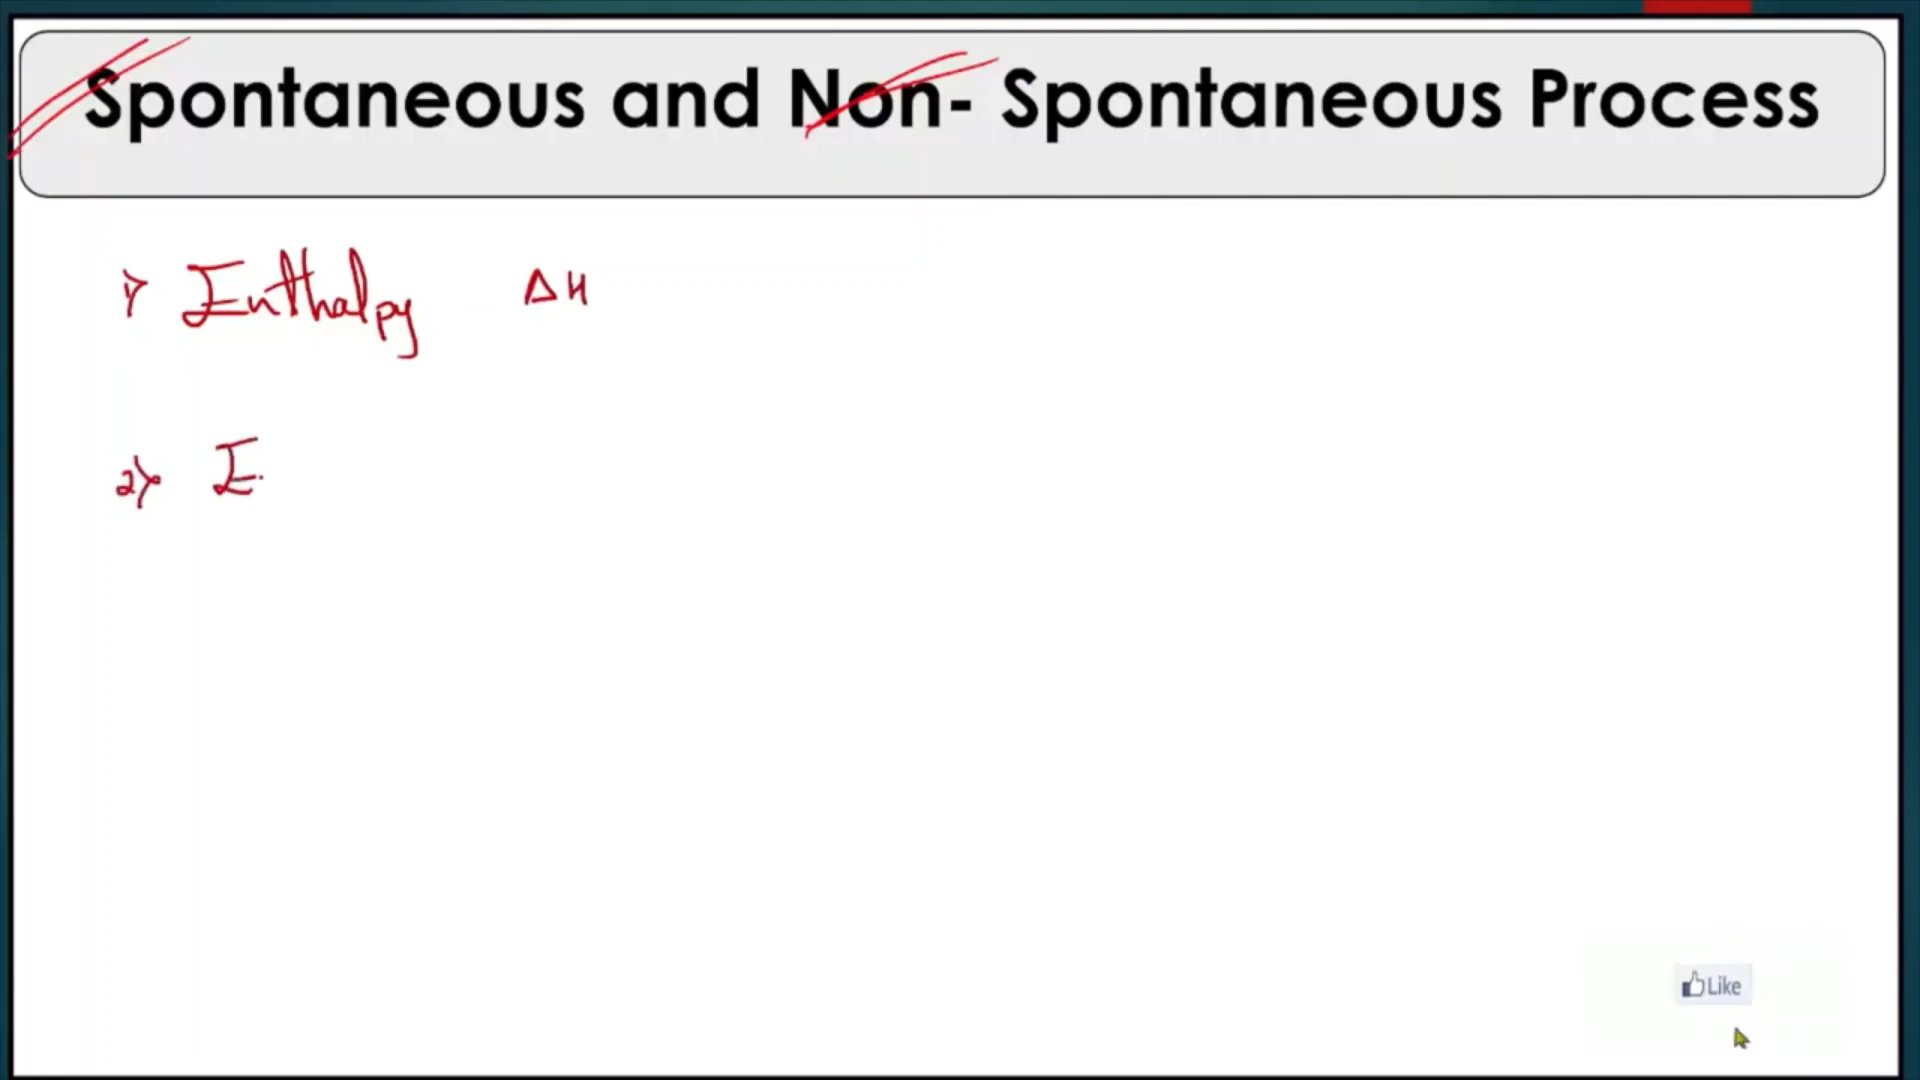 Spontaneous and Non- Spontaneous Process
1) Enthalpy ΔH
2) E
Like